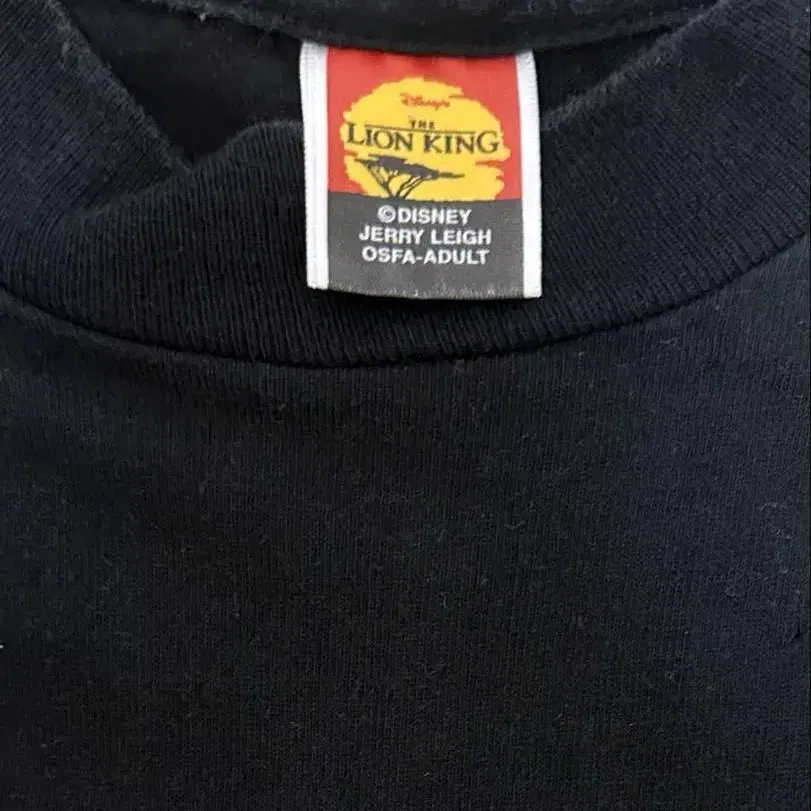 Disney's
THE
LION KING
©DISNEY
JERRY LEIGH
OSFA-ADULT